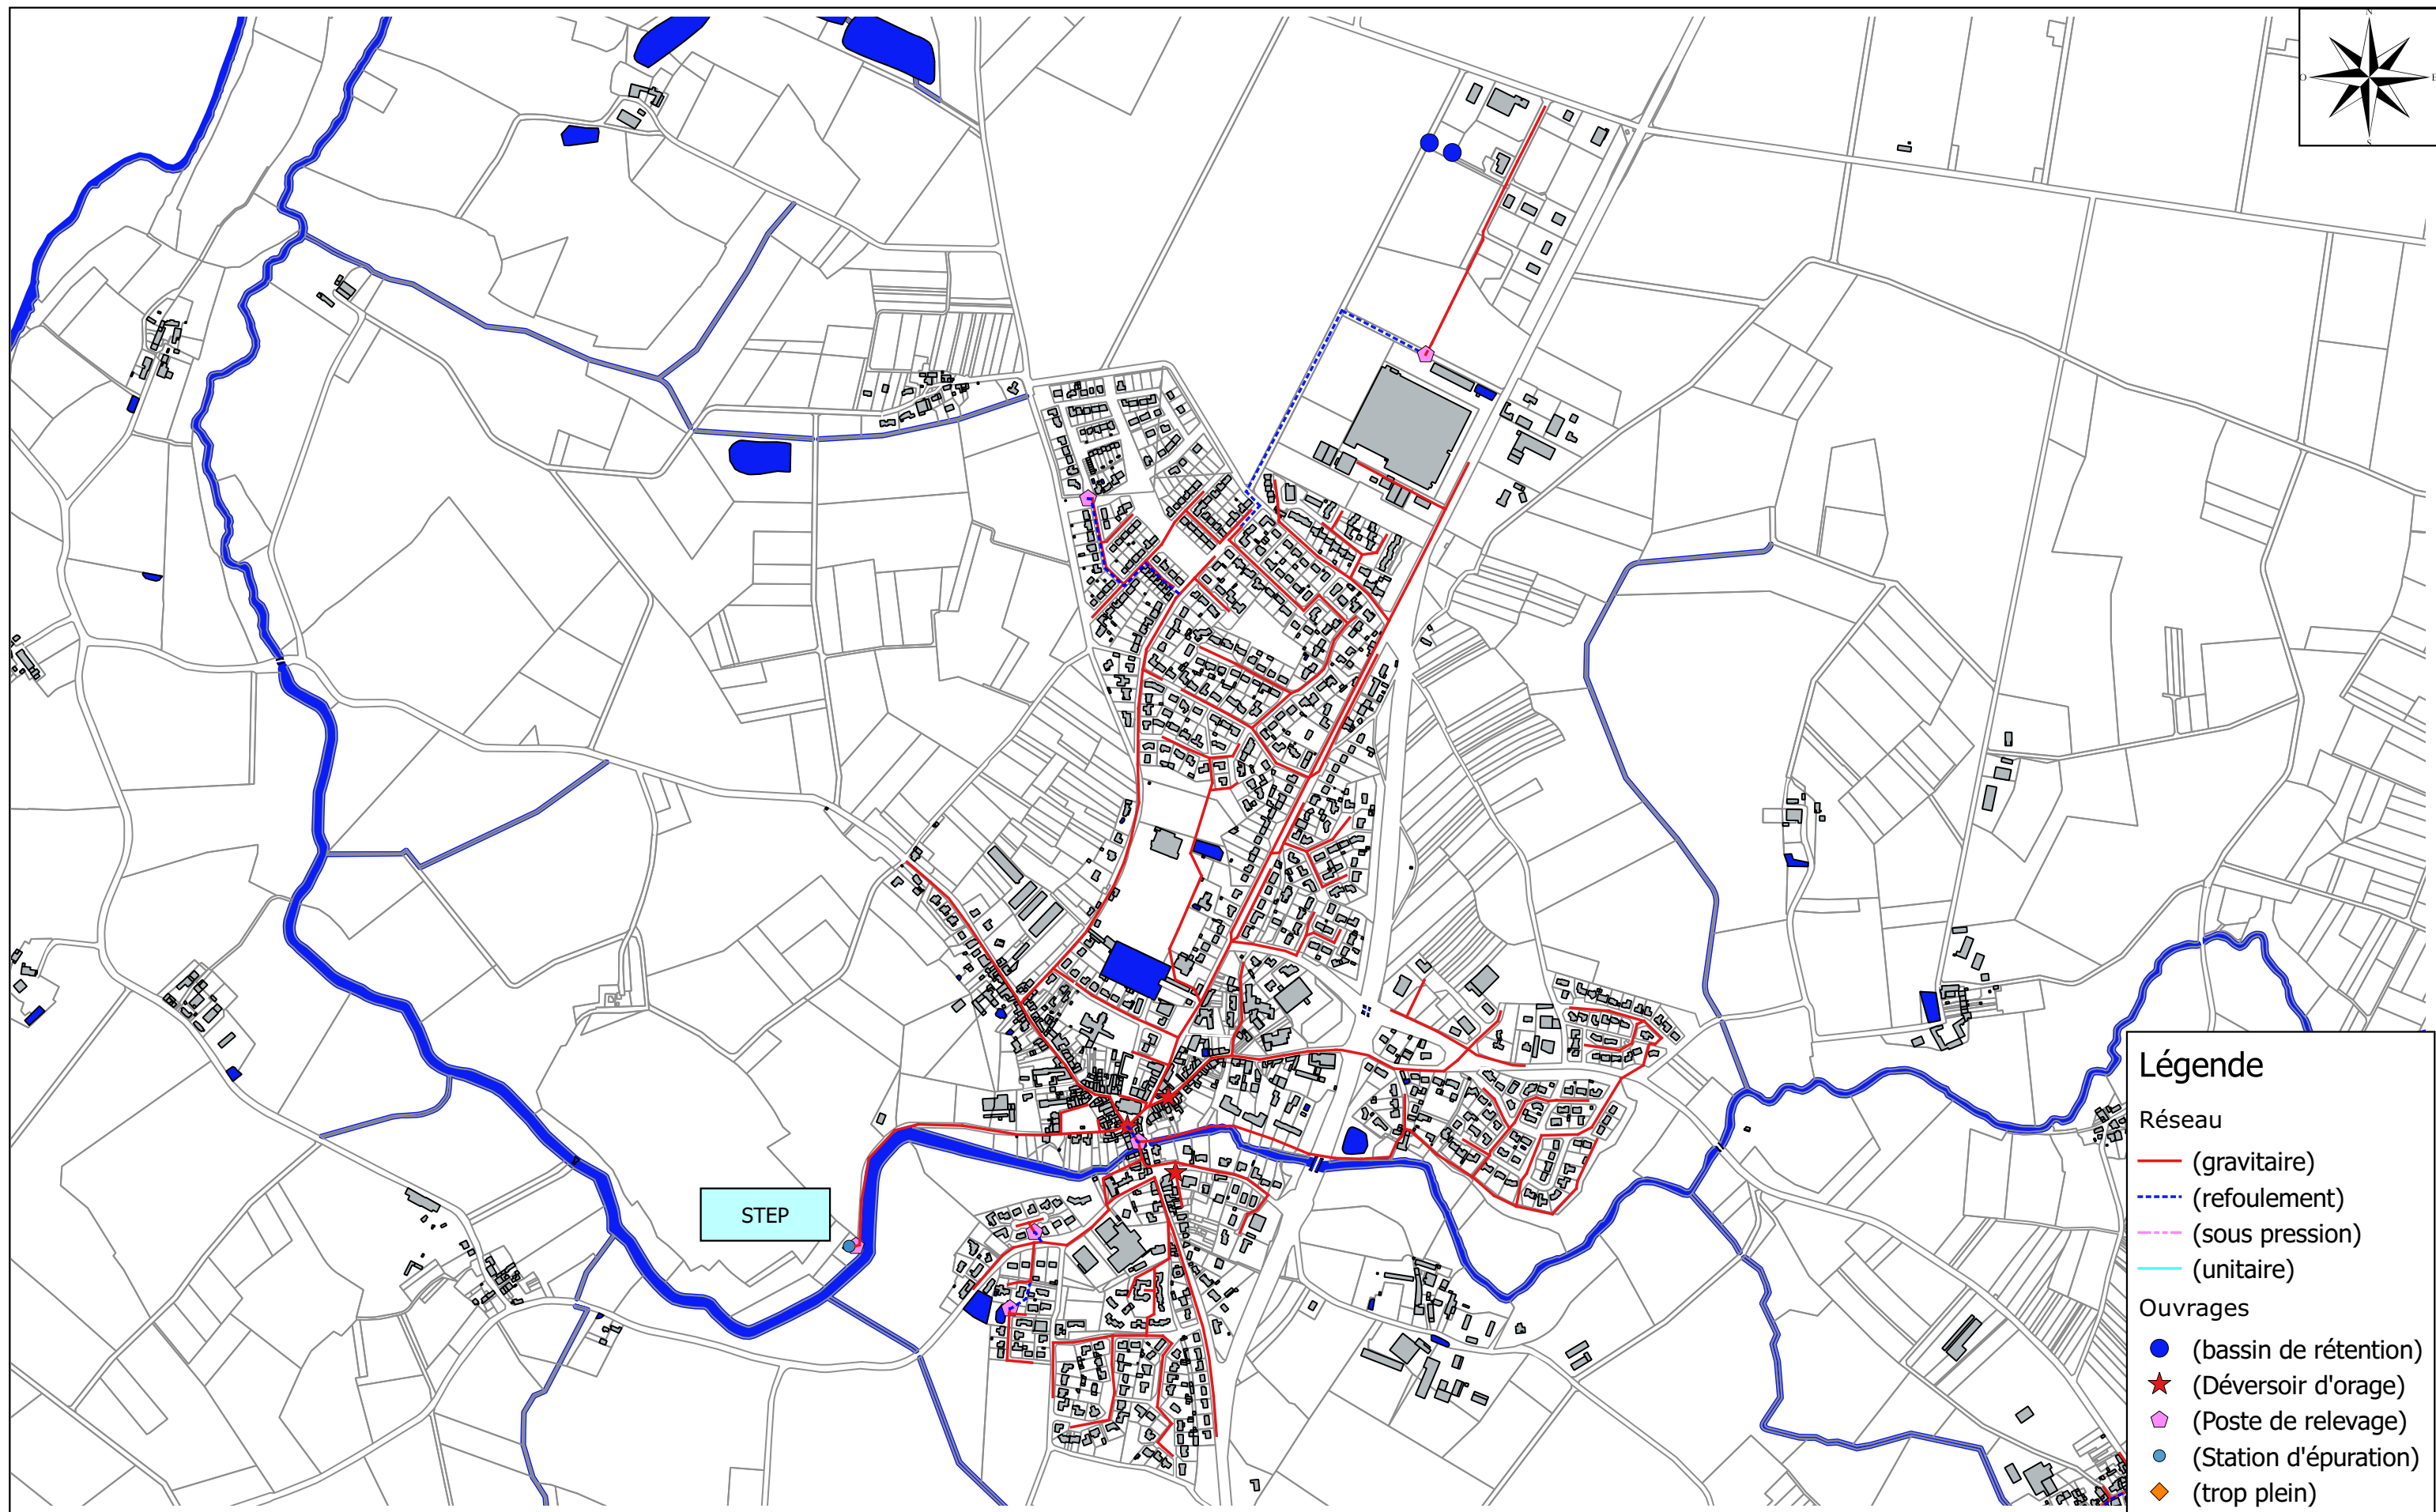 N
O
E
S
STEP
Légende
Réseau
(gravitaire)
(refoulement)
(sous pression)
(unitaire)
Ouvrages
(bassin de rétention)
(Déversoir d'orage)
(Poste de relevage)
(Station d'épuration)
(trop plein)